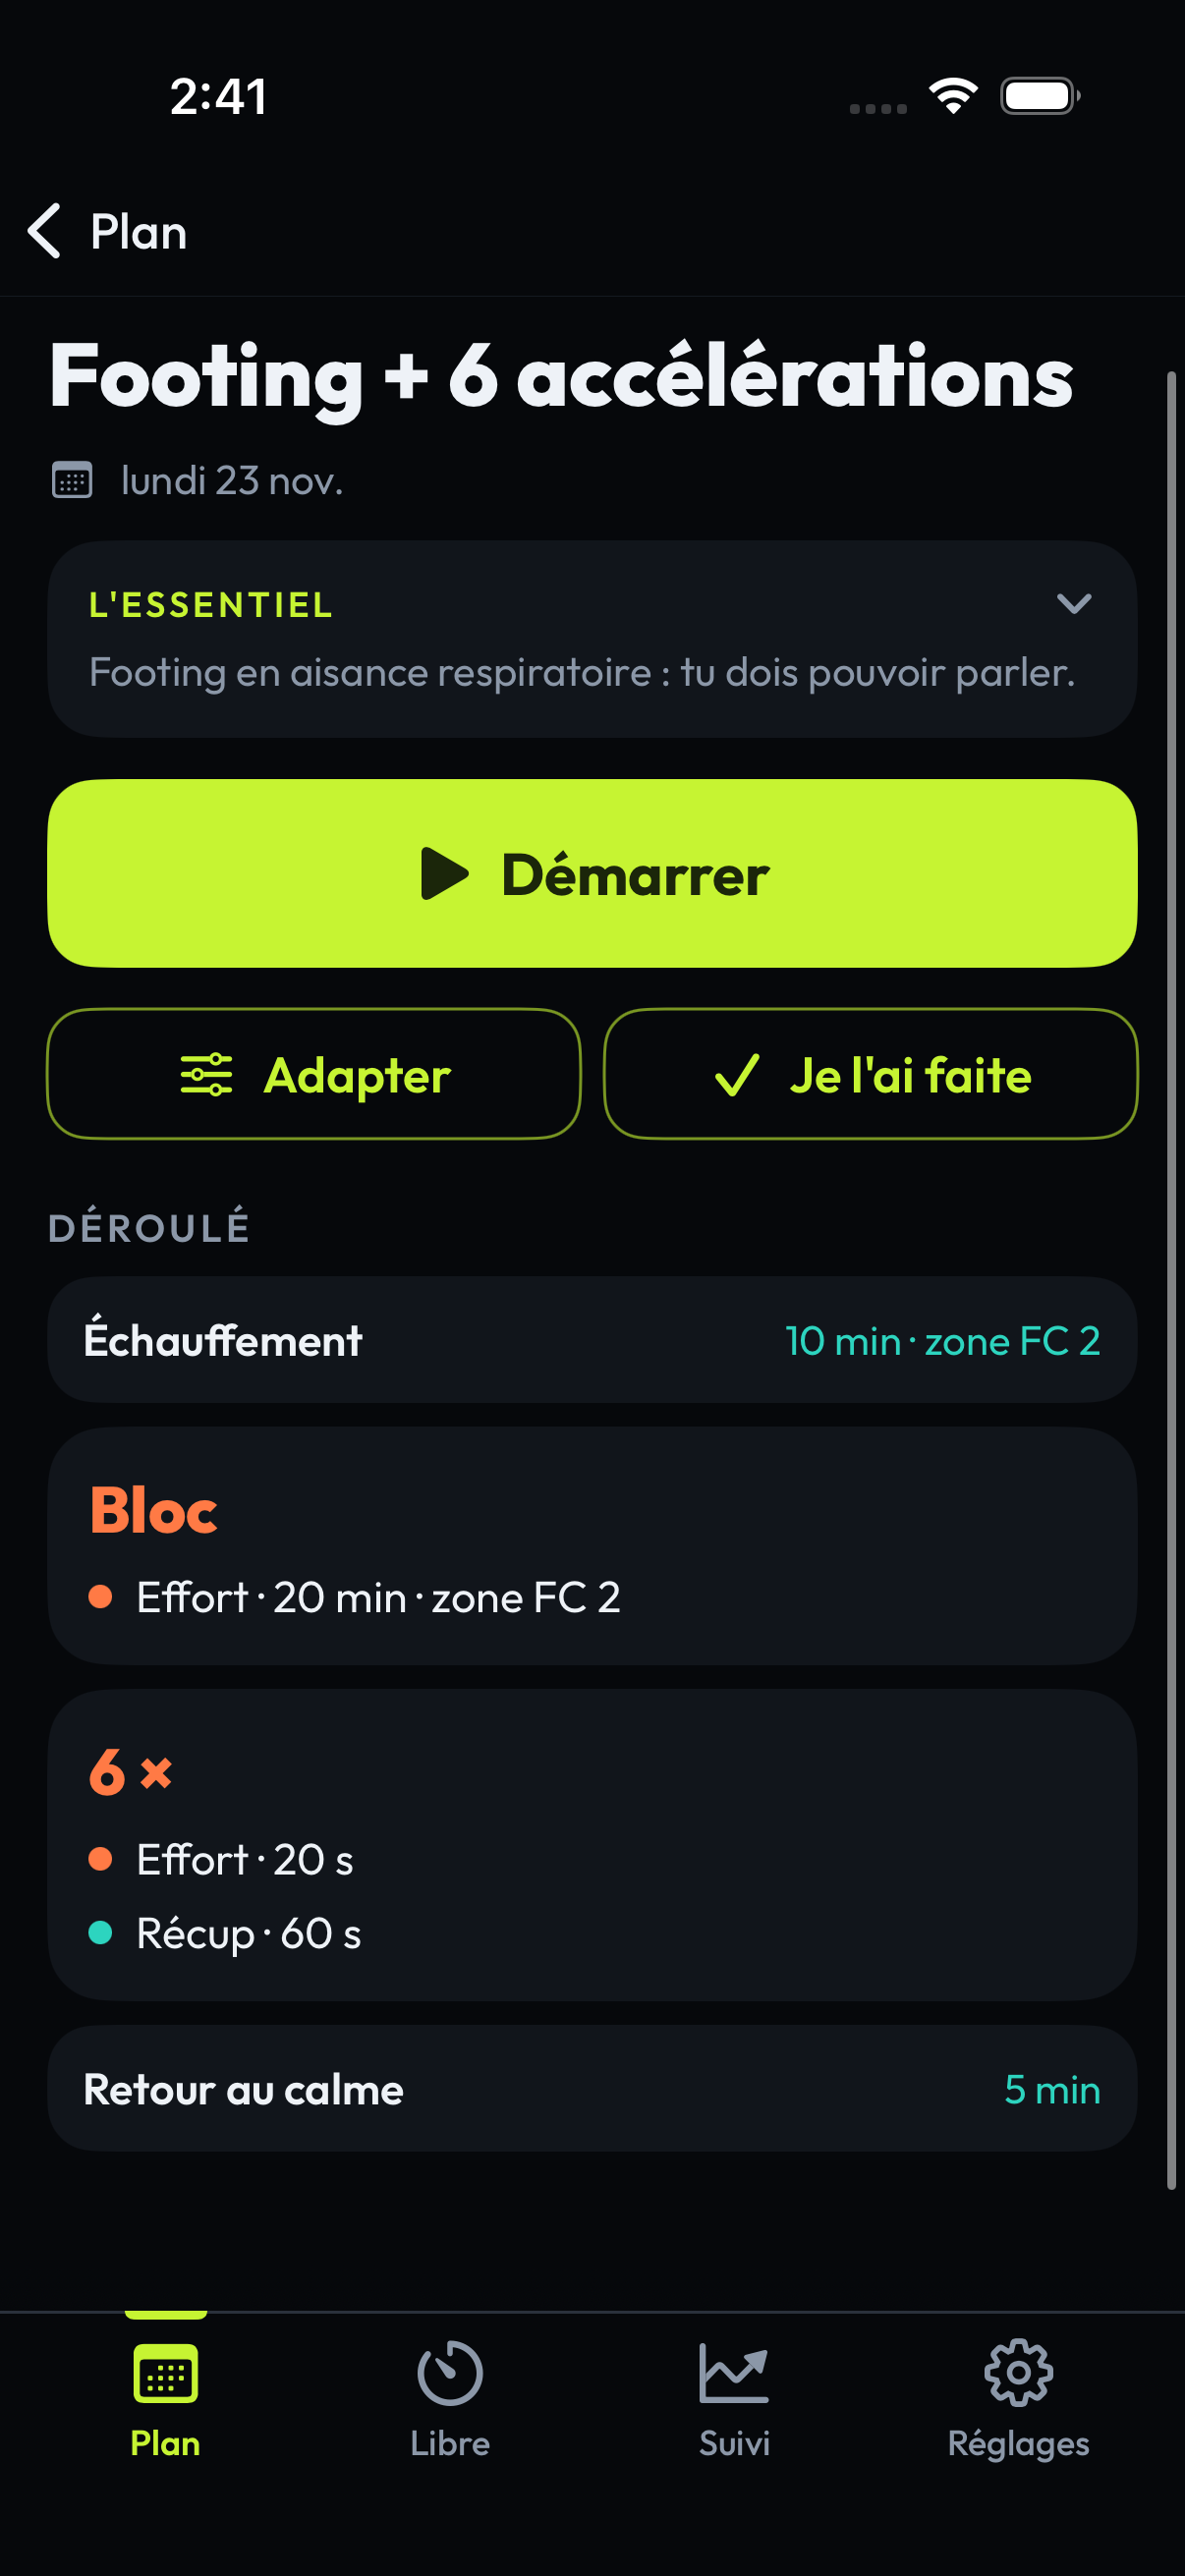 2:41
Plan
Footing + 6 accélérations
lundi 23 nov.
L'ESSENTIEL
Footing en aisance respiratoire : tu dois pouvoir parler.
Démarrer
Adapter
Je l'ai faite
DÉROULÉ
Échauffement
10 min · zone FC 2
Bloc
Effort · 20 min · zone FC 2
6 ×
Effort · 20 s
Récup · 60 s
Retour au calme
5 min
Plan
Libre
Suivi
Réglages